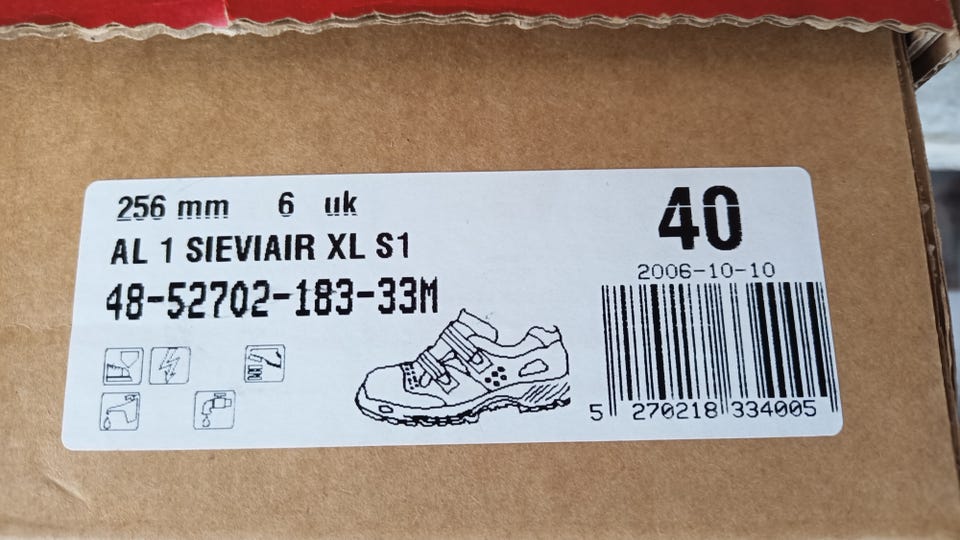 256 mm 6 uk
AL 1 SIEVIAIR XL S1
48-52702-183-33M
40
2006-10-10
5 270218 334005